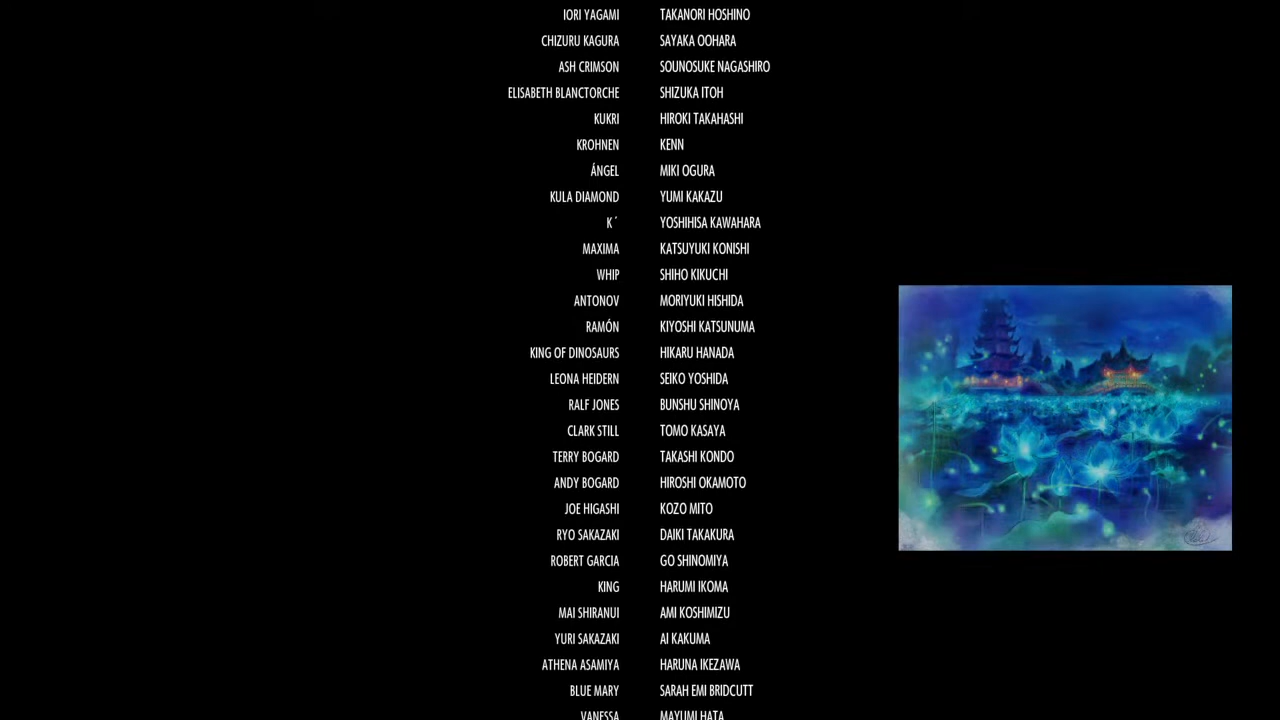 IORI YAGAMI TAKANORI HOSHINO
CHIZURU KAGURA SAYAKA OOHARA
ASH CRIMSON SOUNOSUKE NAGASHIRO
ELISABETH BLANCTORCHE SHIZUKA ITOH
KUKRI HIROKI TAKAHASHI
KROHNEN KENN
ÁNGEL MIKI OGURA
KULA DIAMOND YUMI KAKAZU
K´ YOSHIHISA KAWAHARA
MAXIMA KATSUYUKI KONISHI
WHIP SHIHO KIKUCHI
ANTONOV MORIYUKI HISHIDA
RAMÓN KIYOSHI KATSUNUMA
KING OF DINOSAURS HIKARU HANADA
LEONA HEIDERN SEIKO YOSHIDA
RALF JONES BUNSHU SHINOYA
CLARK STILL TOMO KASAYA
TERRY BOGARD TAKASHI KONDO
ANDY BOGARD HIROSHI OKAMOTO
JOE HIGASHI KOZO MITO
RYO SAKAZAKI DAIKI TAKAKURA
ROBERT GARCIA GO SHINOMIYA
KING HARUMI IKOMA
MAI SHIRANUI AMI KOSHIMIZU
YURI SAKAZAKI AI KAKUMA
ATHENA ASAMIYA HARUNA IKEZAWA
BLUE MARY SARAH EMI BRIDCUTT
VANESSA MAYUMI HATA